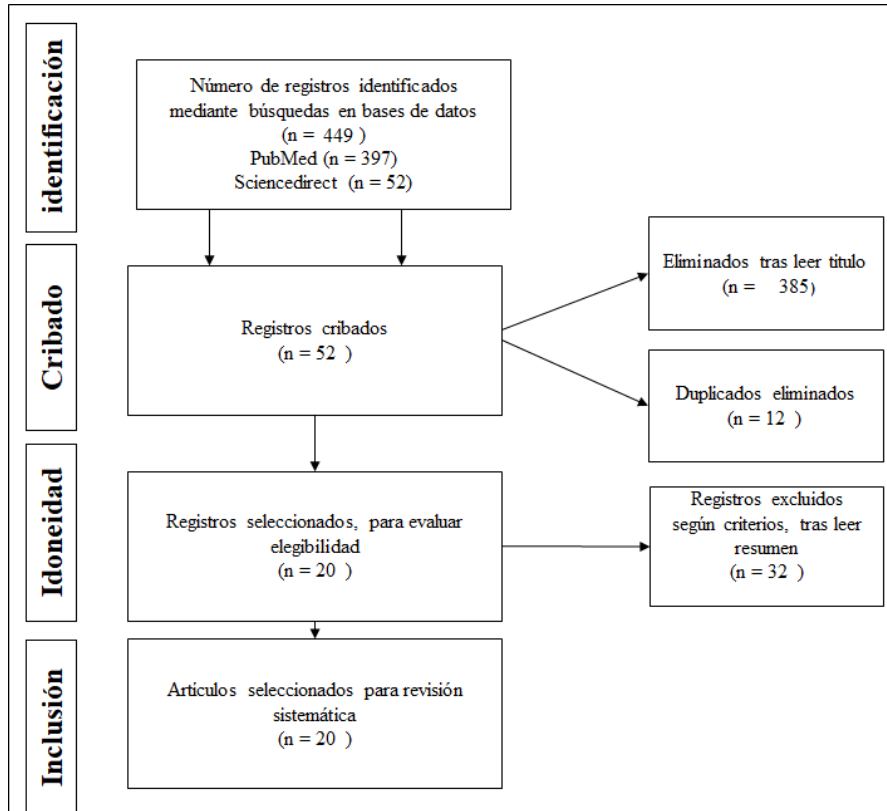 identificación
Número de registros identificados
mediante búsquedas en bases de datos
(n = 449 )
PubMed (n = 397)
Sciencedirect (n = 52)
Cribado
Registros cribados
(n = 52 )
Eliminados tras leer titulo
(n = 385)
Duplicados eliminados
(n = 12 )
Idoneidad
Registros seleccionados, para evaluar
elegibilidad
(n = 20 )
Registros excluidos
según criterios, tras leer
resumen
(n = 32 )
Inclusión
Artículos seleccionados para revisión
sistemática
(n = 20 )